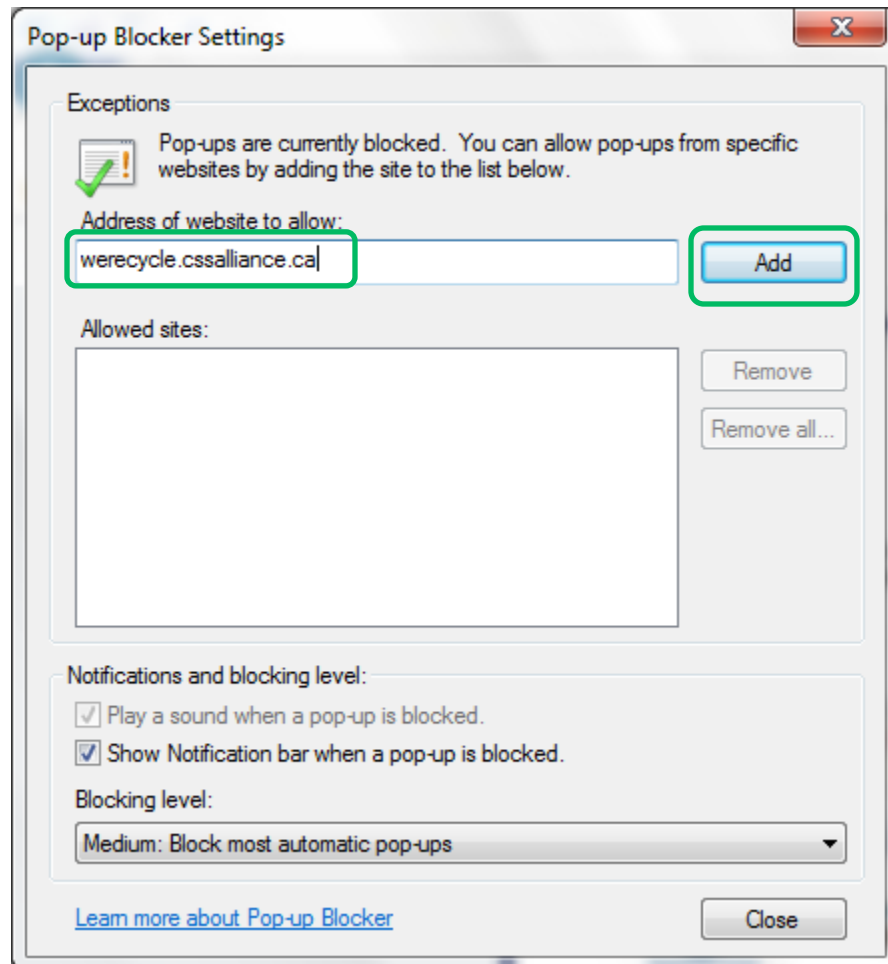 Pop-up Blocker Settings
Exceptions
Pop-ups are currently blocked. You can allow pop-ups from specific
websites by adding the site to the list below.
Address of website to allow:
werecycle.cssalliance.ca
Add
Allowed sites:
Remove
Remove all...
Notifications and blocking level:
Play a sound when a pop-up is blocked.
Show Notification bar when a pop-up is blocked.
Blocking level:
Medium: Block most automatic pop-ups
Learn more about Pop-up Blocker
Close